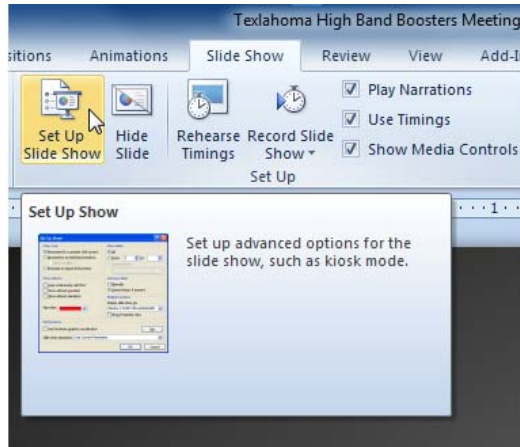 Texlahoma High Band Boosters Meeting
sitions Animations Slide Show Review View Add-I
Play Narrations
Use Timings
Show Media Controls
Set Up
Slide Show
Hide
Slide
Rehearse
Timings
Record Slide
Show
Set Up
1
Set Up Show
Set up advanced options for the
slide show, such as kiosk mode.